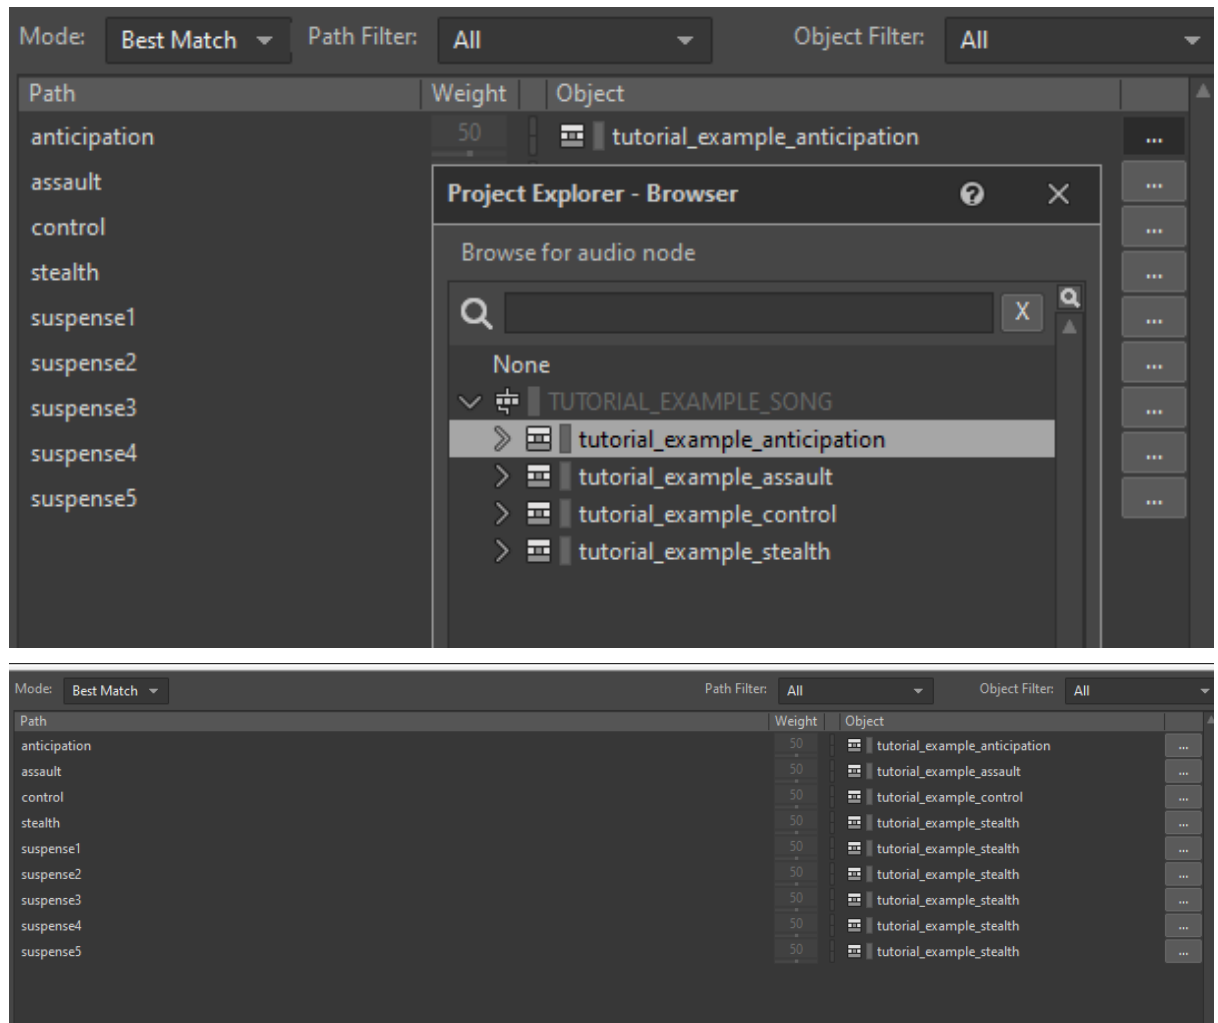 Mode: Best Match Path Filter: All Object Filter: All
Path Weight Object
anticipation 50 tutorial_example_anticipation ...
assault ...
Project Explorer - Browser ? X
control ...
Browse for audio node
stealth ...
suspense1 X ...
suspense2 ...
None
suspense3 ...
TUTORIAL_EXAMPLE_SONG
tutorial_example_anticipation
suspense4 ...
tutorial_example_assault
suspense5 ...
tutorial_example_control
tutorial_example_stealth
Mode: Best Match Path Filter: All Object Filter: All
Path Weight Object
anticipation 50 tutorial_example_anticipation ...
assault 50 tutorial_example_assault ...
control 50 tutorial_example_control ...
stealth 50 tutorial_example_stealth ...
suspense1 50 tutorial_example_stealth ...
suspense2 50 tutorial_example_stealth ...
suspense3 50 tutorial_example_stealth ...
suspense4 50 tutorial_example_stealth ...
suspense5 50 tutorial_example_stealth ...